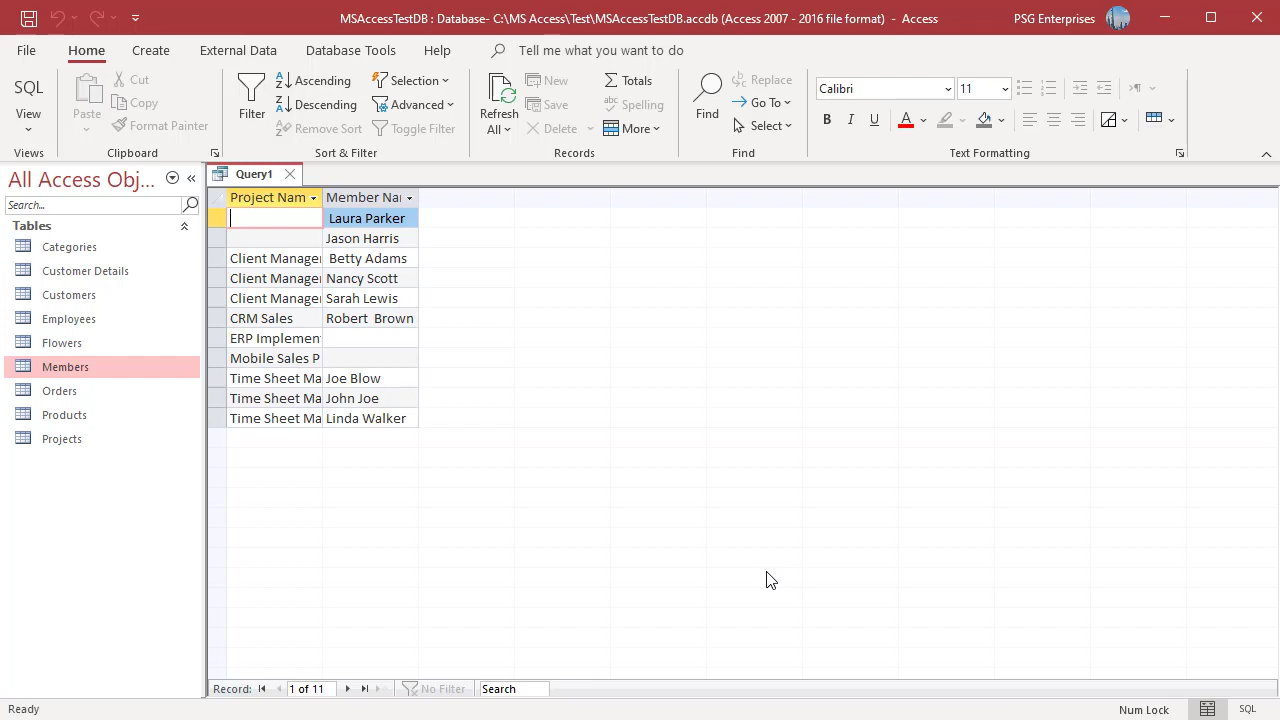 MSAccessTestDB : Database- C:\MS Access\Test\MSAccessTestDB.accdb (Access 2007 - 2016 file format) - Access
PSG Enterprises
File Home Create External Data Database Tools Help Tell me what you want to do
SQL
View
Views
Paste
Cut
Copy
Format Painter
Clipboard
Filter
Ascending
Descending
Remove Sort
Selection
Advanced
Toggle Filter
Sort & Filter
Refresh
All
New
Save
Delete
Totals
Spelling
More
Records
Find
Replace
Go To
Select
Find
Calibri 11
B I U A
Text Formatting
All Access Obj...
Search...
Tables
Categories
Customer Details
Customers
Employees
Flowers
Members
Orders
Products
Projects
Query1
Project Nam Member Nar
Laura Parker
Jason Harris
Client Manager Betty Adams
Client Manager Nancy Scott
Client Manager Sarah Lewis
CRM Sales Robert Brown
ERP Implement
Mobile Sales P
Time Sheet Ma Joe Blow
Time Sheet Ma John Joe
Time Sheet Ma Linda Walker
Record: 1 of 11 No Filter Search
Ready
Num Lock SQL